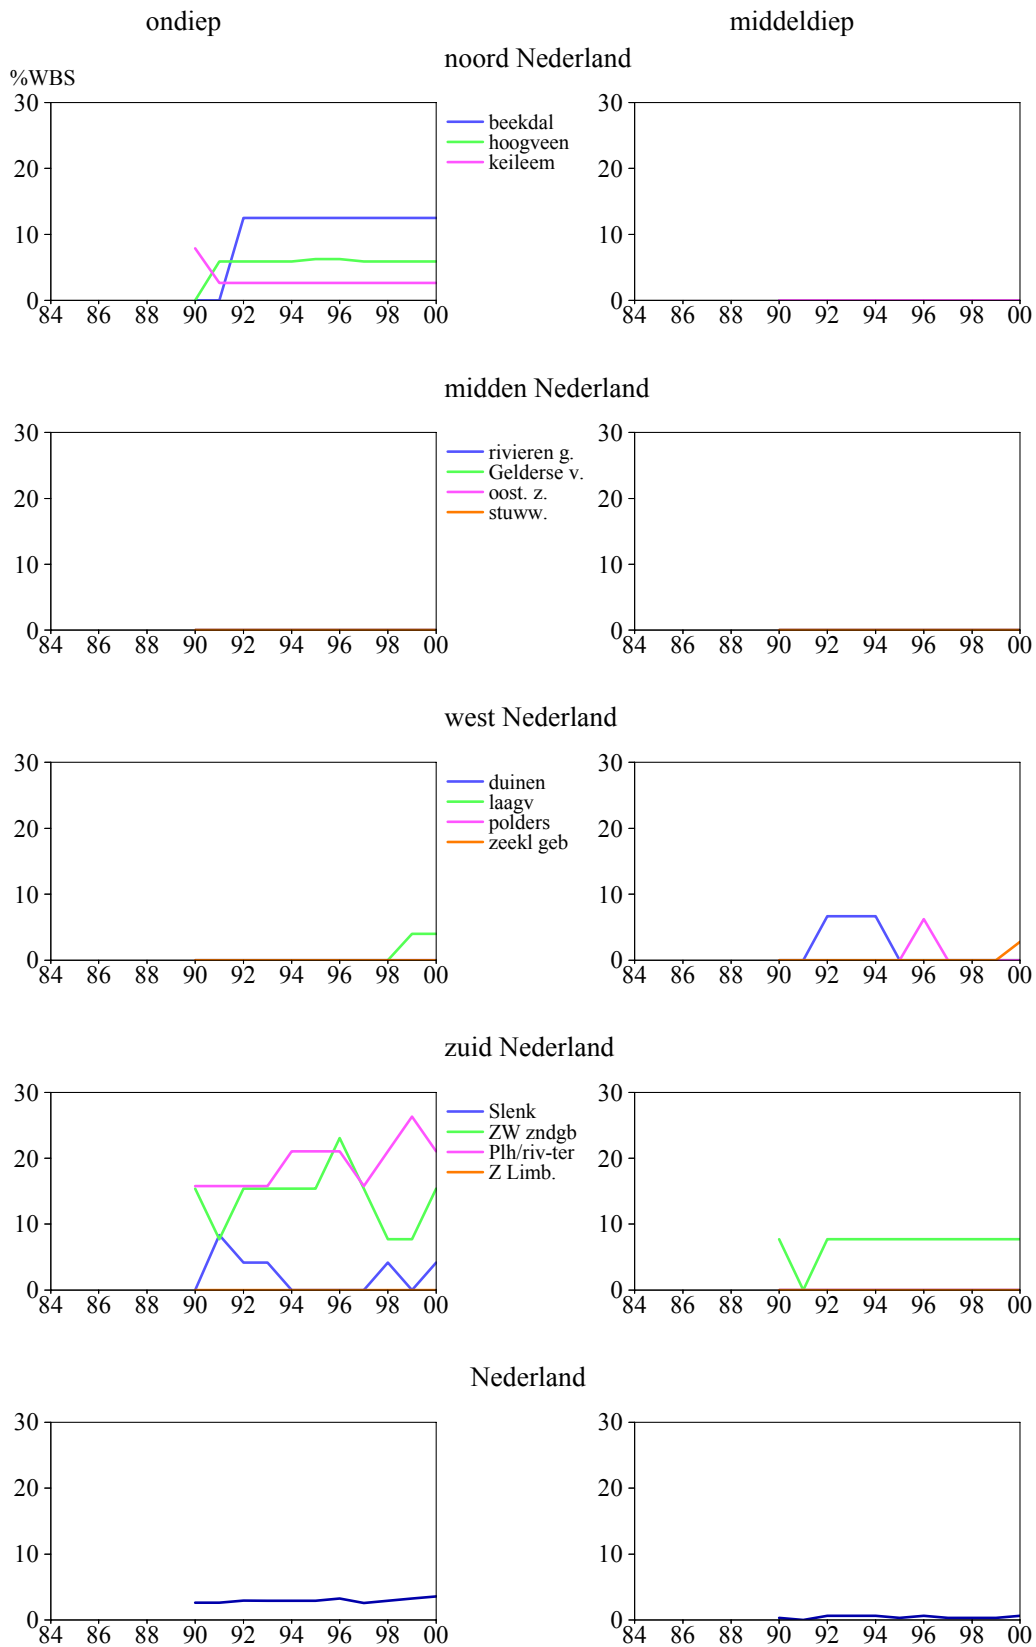 ondiep middeldiep
noord Nederland
%WBS
30
20
10
0
84 86 88 90 92 94 96 98 00
beekdal
hoogveen
keileem
30
20
10
0
84 86 88 90 92 94 96 98 00
midden Nederland
30
20
10
0
84 86 88 90 92 94 96 98 00
rivieren g.
Gelderse v.
oost. z.
stuww.
30
20
10
0
84 86 88 90 92 94 96 98 00
west Nederland
30
20
10
0
84 86 88 90 92 94 96 98 00
duinen
laagv
polders
zeekl geb
30
20
10
0
84 86 88 90 92 94 96 98 00
zuid Nederland
30
20
10
0
84 86 88 90 92 94 96 98 00
Slenk
ZW zndgb
Plh/riv-ter
Z Limb.
30
20
10
0
84 86 88 90 92 94 96 98 00
Nederland
30
20
10
0
84 86 88 90 92 94 96 98 00
30
20
10
0
84 86 88 90 92 94 96 98 00